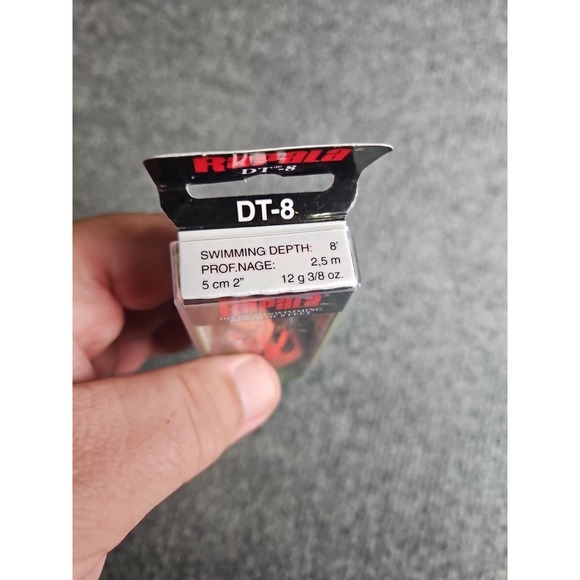 Rapala
DT™-8
DT-8
SWIMMING DEPTH: 8'
PROF.NAGE: 2,5 m
5 cm 2" 12 g 3/8 oz.
Rapala